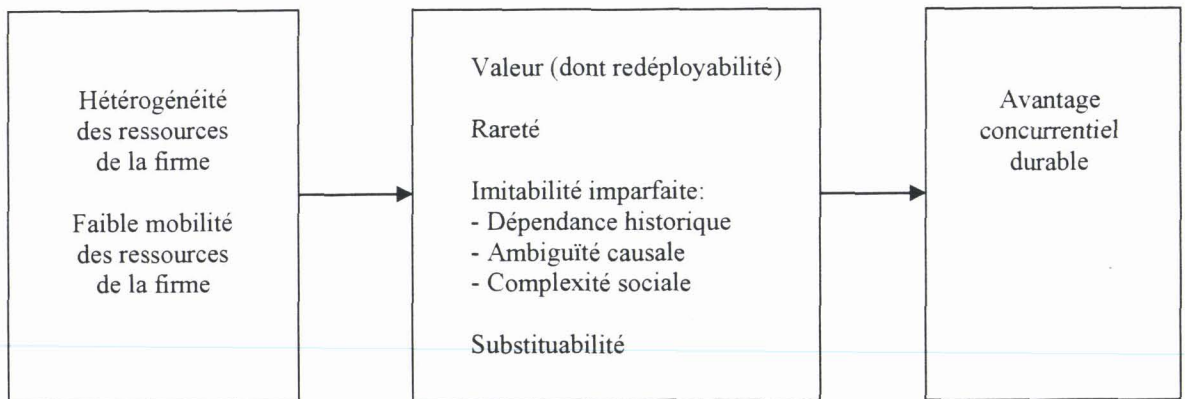 Hétérogénéité
des ressources
de la firme
Faible mobilité
des ressources
de la firme
Valeur (dont redéployabilité)
Rareté
Imitabilité imparfaite:
- Dépendance historique
- Ambiguïté causale
- Complexité sociale
Substituabilité
Avantage
concurrentiel
durable